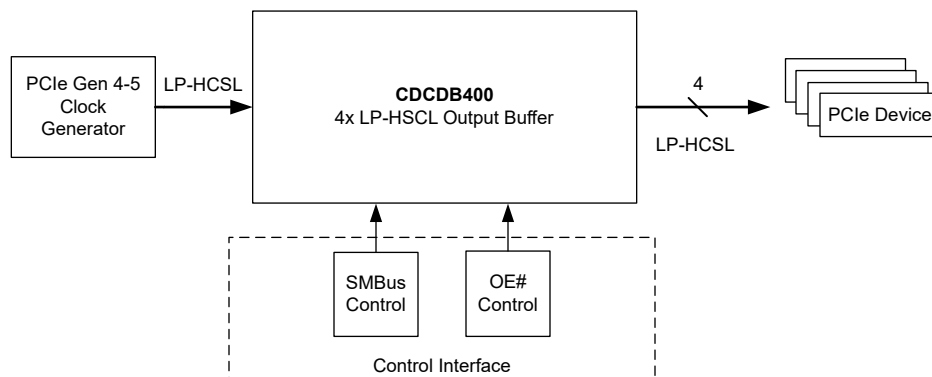 PCIe Gen 4-5
Clock
Generator
LP-HCSL
CDCDB400
4x LP-HSCL Output Buffer
4
LP-HCSL
PCIe Device
SMBus
Control
OE#
Control
Control Interface